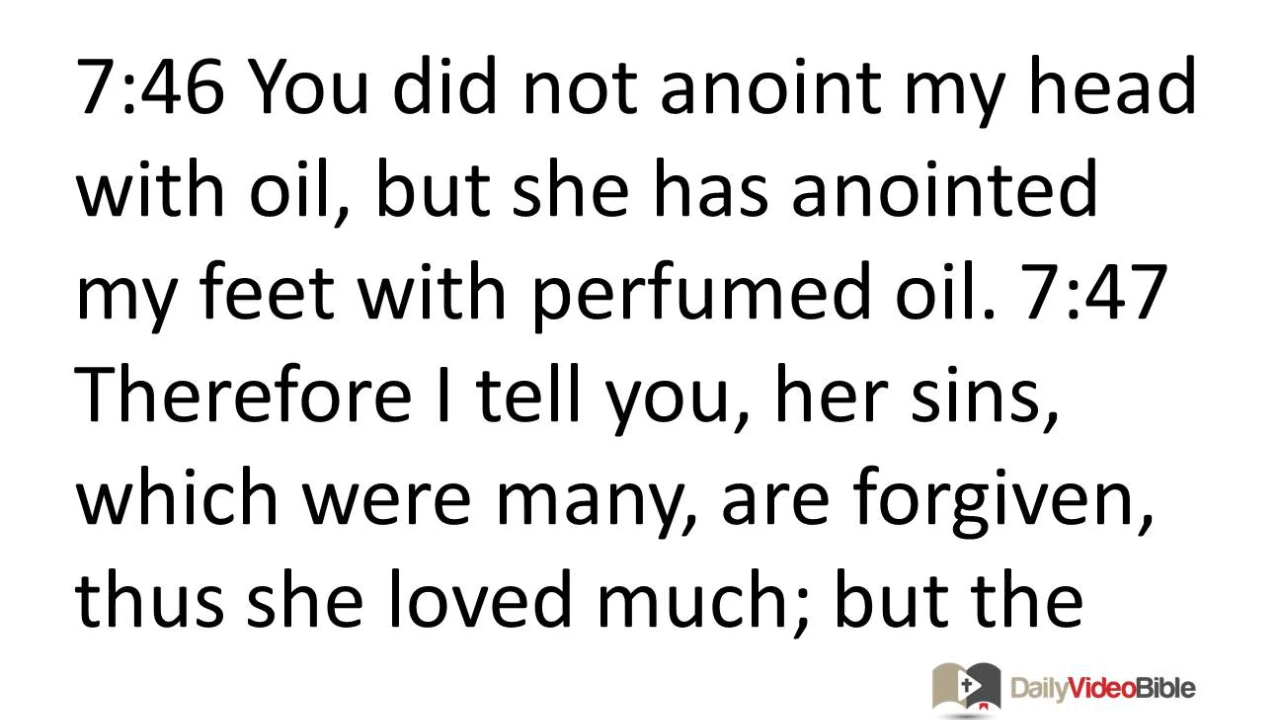 7:46 You did not anoint my head
with oil, but she has anointed
my feet with perfumed oil. 7:47
Therefore I tell you, her sins,
which were many, are forgiven,
thus she loved much; but the
DailyVideoBible